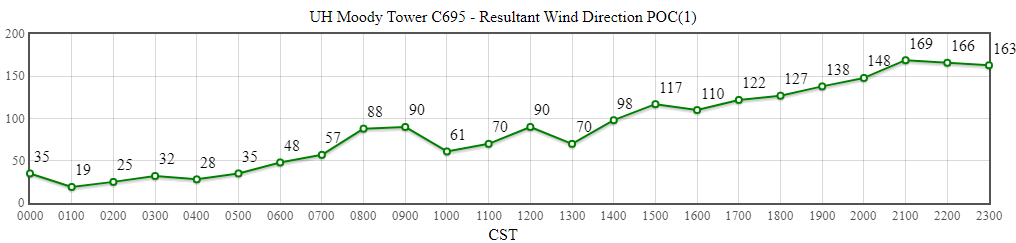 UH Moody Tower C695 - Resultant Wind Direction POC(1)
200
150
100
50
0
35 19 25 32 28 35 48 57 88 90 61 70 90 70 98 117 110 122 127 138 148 169 166 163
0000 0100 0200 0300 0400 0500 0600 0700 0800 0900 1000 1100 1200 1300 1400 1500 1600 1700 1800 1900 2000 2100 2200 2300
CST